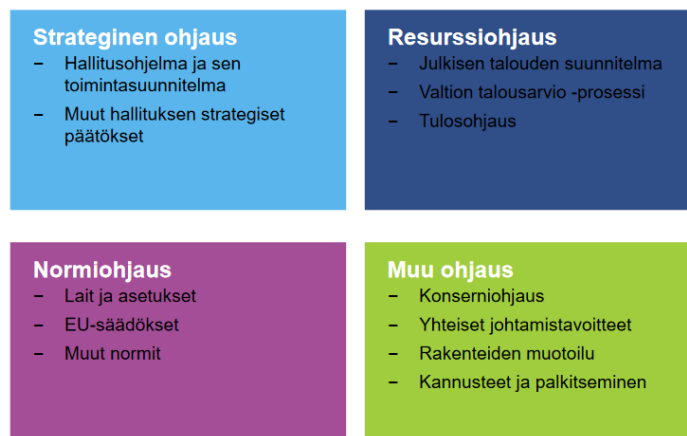 Strateginen ohjaus
– Hallitusohjelma ja sen
toimintasuunnitelma
– Muut hallituksen strategiset
päätökset
Resurssiohjaus
– Julkisen talouden suunnitelma
– Valtion talousarvio -prosessi
– Tulosohjaus
Normiohjaus
– Lait ja asetukset
– EU-säädökset
– Muut normit
Muu ohjaus
– Konserniohjaus
– Yhteiset johtamistavoitteet
– Rakenteiden muotoilu
– Kannusteet ja palkitseminen